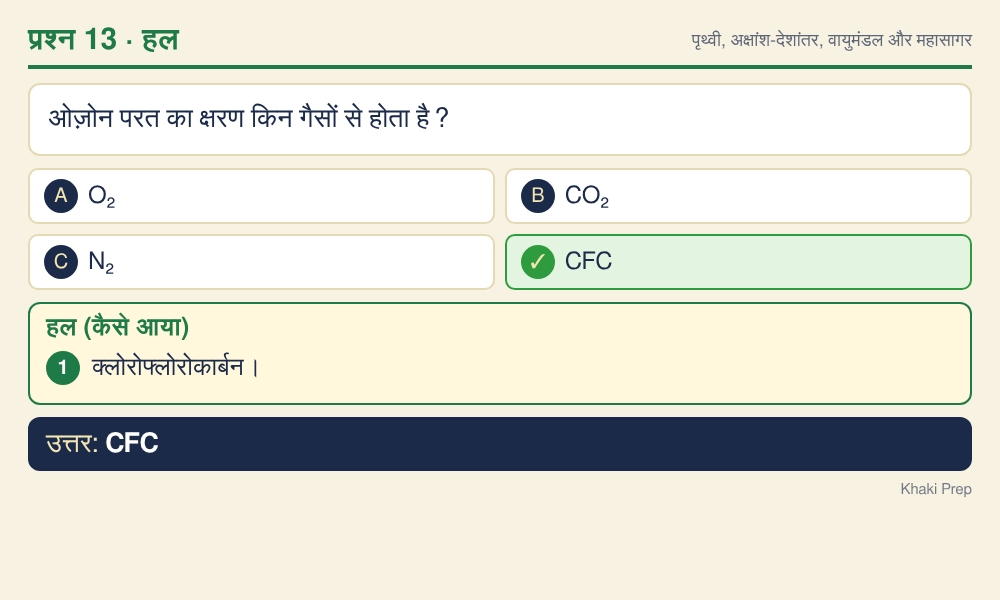 प्रश्न 13 · हल
पृथ्वी, अक्षांश-देशांतर, वायुमंडल और महासागर
ओज़ोन परत का क्षरण किन गैसों से होता है ?
A O₂
B CO₂
C N₂
✓ CFC
हल (कैसे आया)
1 क्लोरोफ्लोरोकार्बन।
उत्तर: CFC
Khaki Prep